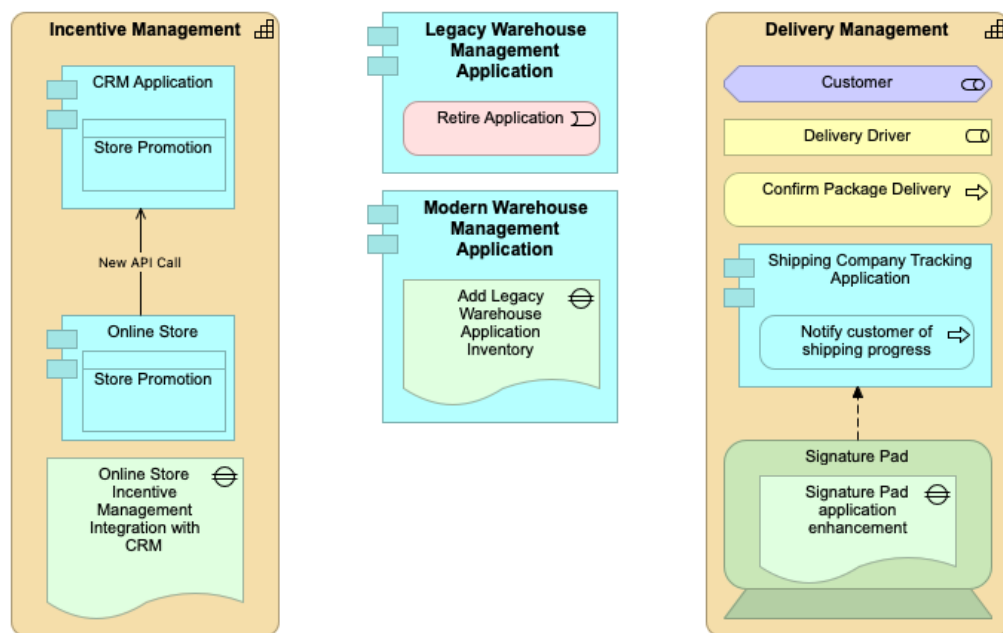 Incentive Management
CRM Application
Store Promotion
New API Call
Online Store
Store Promotion
Online Store
Incentive
Management
Integration with
CRM
Legacy Warehouse
Management
Application
Retire Application
Modern Warehouse
Management
Application
Add Legacy
Warehouse
Application
Inventory
Delivery Management
Customer
Delivery Driver
Confirm Package Delivery
Shipping Company Tracking
Application
Notify customer of
shipping progress
Signature Pad
Signature Pad
application
enhancement